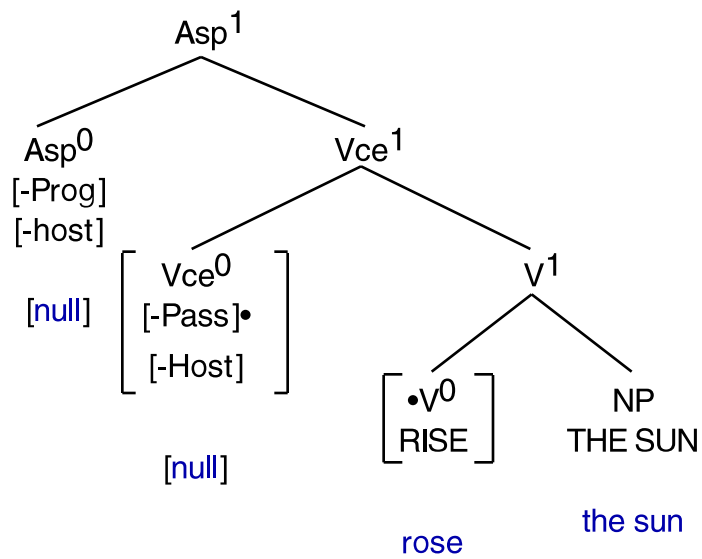 Asp1
Asp0
[-Prog]
[-host]
[null]
Vce1
Vce0
[-Pass]•
[-Host]
[null]
V1
•V0
RISE
rose
NP
THE SUN
the sun